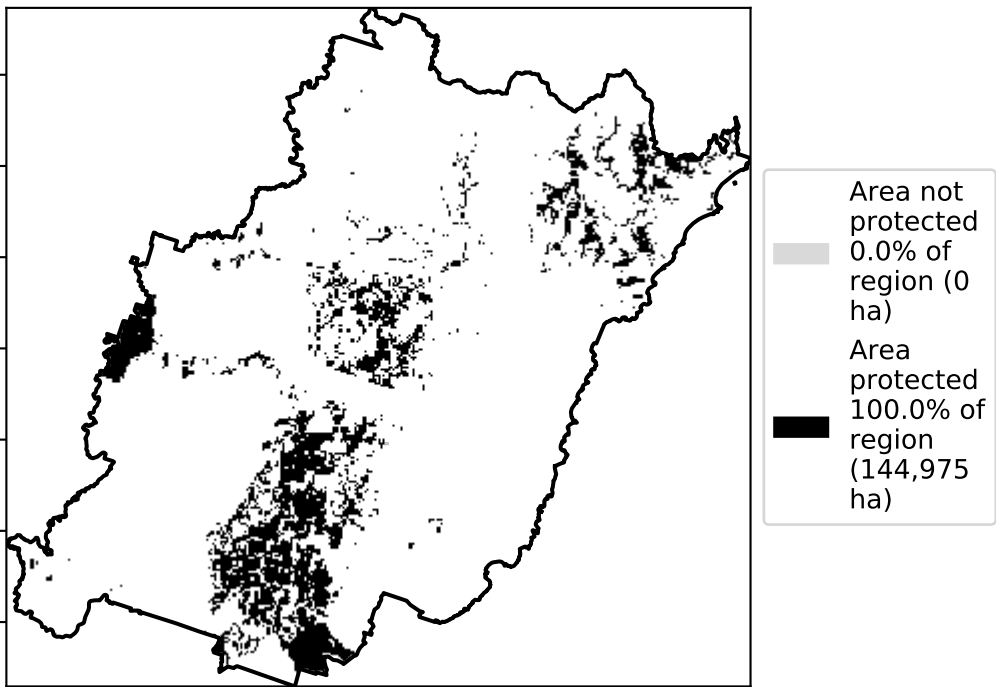 Area not
protected
0.0% of
region (0
ha)
Area
protected
100.0% of
region
(144,975
ha)